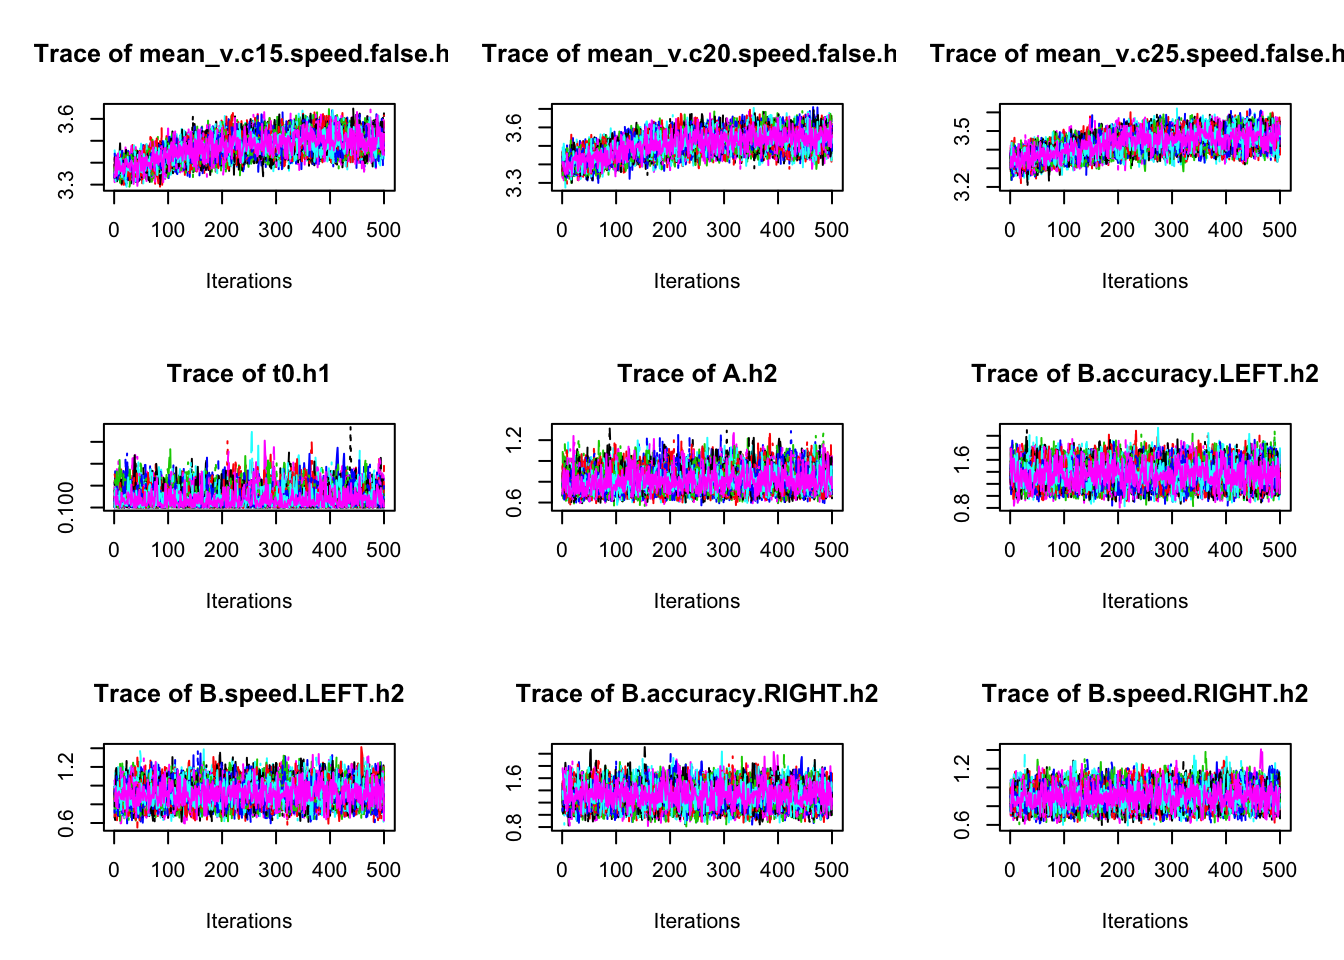 Trace of mean_v.c15.speed.false.h
Trace of mean_v.c20.speed.false.h
Trace of mean_v.c25.speed.false.h
3.3 3.6
0 100 200 300 400 500
Iterations
3.3 3.6
0 100 200 300 400 500
Iterations
3.2 3.5
0 100 200 300 400 500
Iterations
Trace of t0.h1
Trace of A.h2
Trace of B.accuracy.LEFT.h2
0.100
0 100 200 300 400 500
Iterations
0.6 1.2
0 100 200 300 400 500
Iterations
0.8 1.6
0 100 200 300 400 500
Iterations
Trace of B.speed.LEFT.h2
Trace of B.accuracy.RIGHT.h2
Trace of B.speed.RIGHT.h2
0.6 1.2
0 100 200 300 400 500
Iterations
0.8 1.6
0 100 200 300 400 500
Iterations
0.6 1.2
0 100 200 300 400 500
Iterations